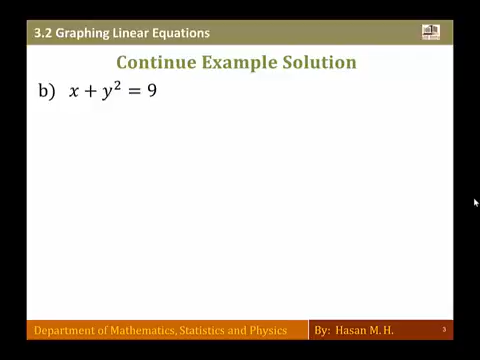 3.2 Graphing Linear Equations
Continue Example Solution
b) x + y² = 9
Department of Mathematics, Statistics and Physics
By: Hasan M. H.
3